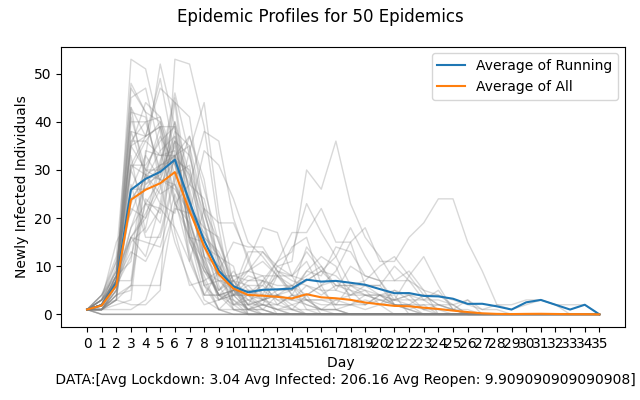 Epidemic Profiles for 50 Epidemics
Average of Running
Average of All
Newly Infected Individuals
50
40
30
20
10
0
0 1 2 3 4 5 6 7 8 9 10 11 12 13 14 15 16 17 18 19 20 21 22 23 24 25 26 27 28 29 30 31 32 33 34 35
Day
DATA:[Avg Lockdown: 3.04 Avg Infected: 206.16 Avg Reopen: 9.909090909090908]